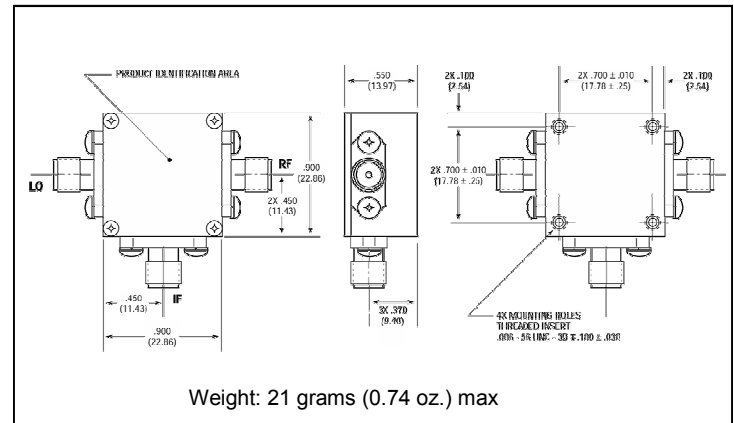 PRODUCT IDENTIFICATION AREA
LO
RF
2X .450
(11.43)
.900
(22.86)
.450
(11.43)
IF
.900
(22.86)
.550
(13.97)
3X .370
(9.40)
2X .100
(2.54)
2X .700 ± .010
(17.78 ± .25)
2X .100
(2.54)
2X .700 ± .010
(17.78 ± .25)
4X MOUNTING HOLES
THREADED INSERT
Weight: 21 grams (0.74 oz.) max